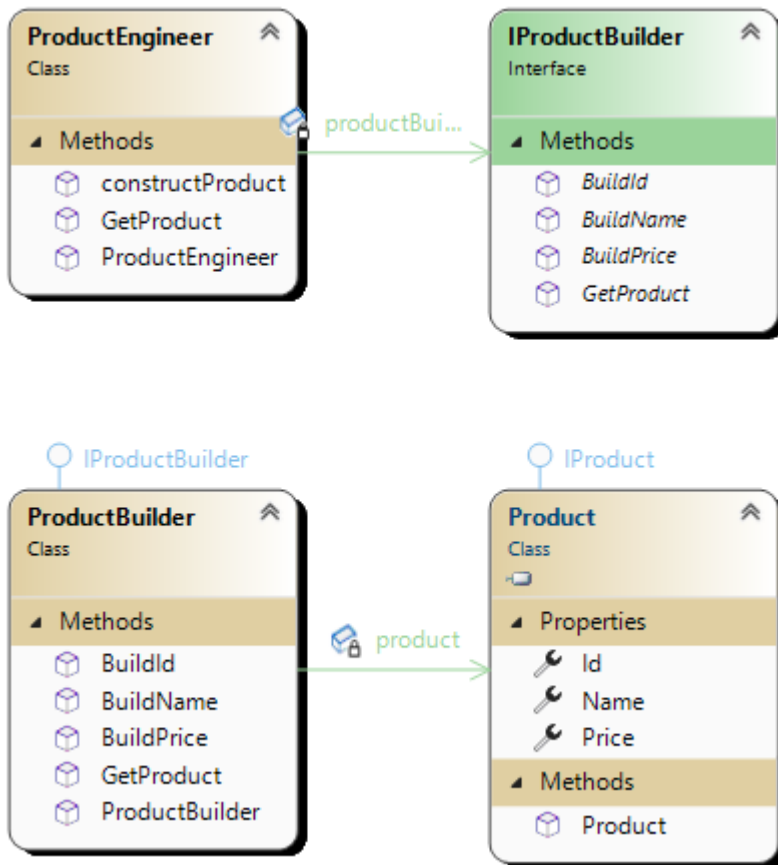 ProductEngineer
Class
Methods
constructProduct
GetProduct
ProductEngineer
productBui...
IProductBuilder
Interface
Methods
BuildId
BuildName
BuildPrice
GetProduct
IProductBuilder
ProductBuilder
Class
Methods
BuildId
BuildName
BuildPrice
GetProduct
ProductBuilder
product
IProduct
Product
Class
Properties
Id
Name
Price
Methods
Product